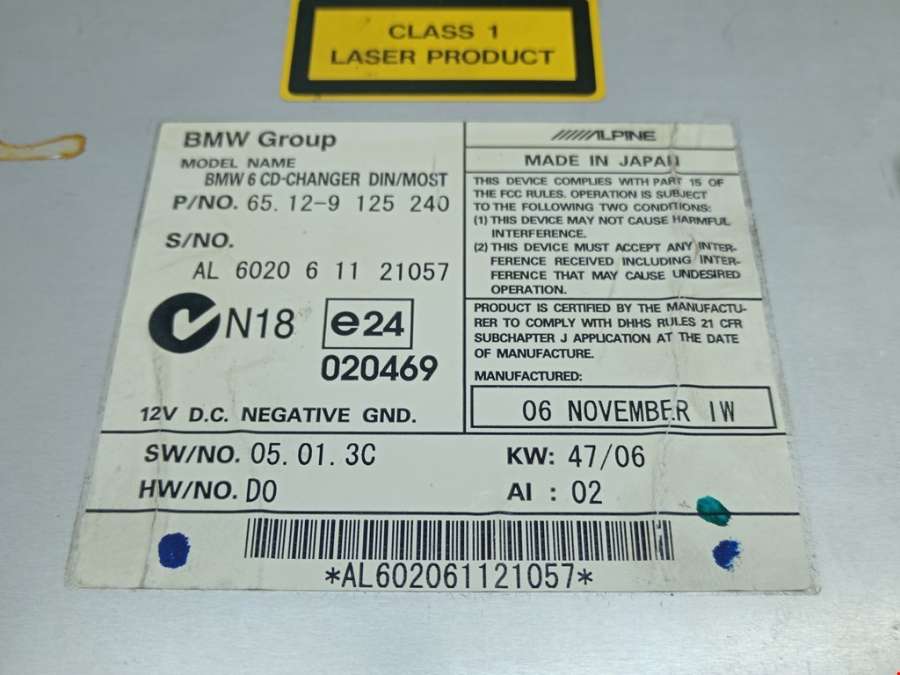 CLASS 1
LASER PRODUCT
BMW Group
MODEL NAME
BMW 6 CD-CHANGER DIN/MOST
P/NO. 65. 12-9 125 240
S/NO.
AL 6020 6 11 21057
N18
e24
020469
12V D.C. NEGATIVE GND.
ALPINE
MADE IN JAPAN
THIS DEVICE COMPLIES WITH PART 15 OF
THE FCC RULES. OPERATION IS SUBJECT
TO THE FOLLOWING TWO CONDITIONS:
(1) THIS DEVICE MAY NOT CAUSE HARMFUL
INTERFERENCE.
(2) THIS DEVICE MUST ACCEPT ANY INTER-
FERENCE RECEIVED INCLUDING INTER-
FERENCE THAT MAY CAUSE UNDESIRED
OPERATION.
PRODUCT IS CERTIFIED BY THE MANUFACTU-
RER TO COMPLY WITH DHHS RULES 21 CFR
SUBCHAPTER J APPLICATION AT THE DATE
OF MANUFACTURE.
MANUFACTURED:
06 NOVEMBER IW
SW/NO. 05. 01. 3C
KW: 47/06
HW/NO. D0
AI : 02
*AL602061121057*